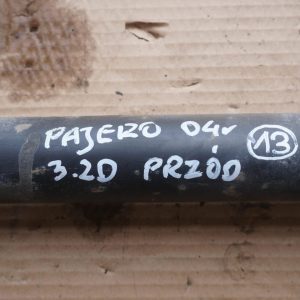 PAJERO 04r 13
3.2D PRZÓD